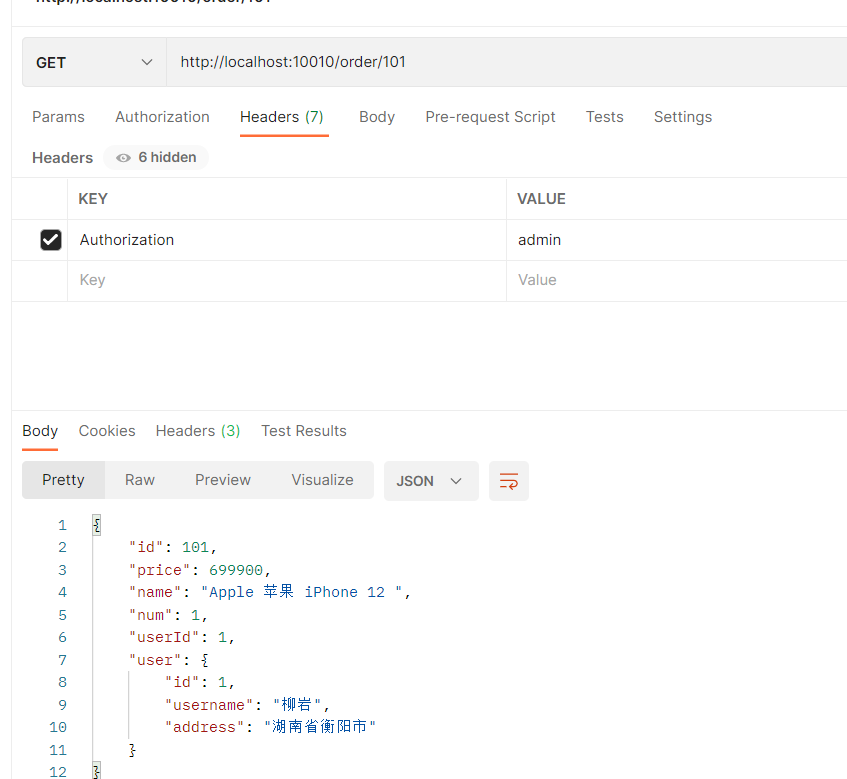 GET http://localhost:10010/order/101
Params Authorization Headers (7) Body Pre-request Script Tests Settings
Headers 6 hidden
KEY VALUE
Authorization admin
Key Value
Body Cookies Headers (3) Test Results
Pretty Raw Preview Visualize JSON
1 {
2 "id": 101,
3 "price": 699900,
4 "name": "Apple 苹果 iPhone 12 ",
5 "num": 1,
6 "userId": 1,
7 "user": {
8 "id": 1,
9 "username": "柳岩",
10 "address": "湖南省衡阳市"
11 }
12 }